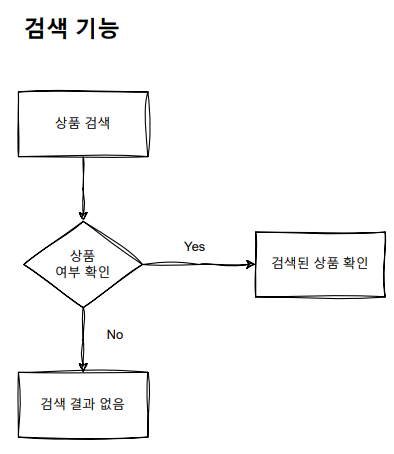 검색 기능
상품 검색
상품
여부 확인
Yes
검색된 상품 확인
No
검색 결과 없음